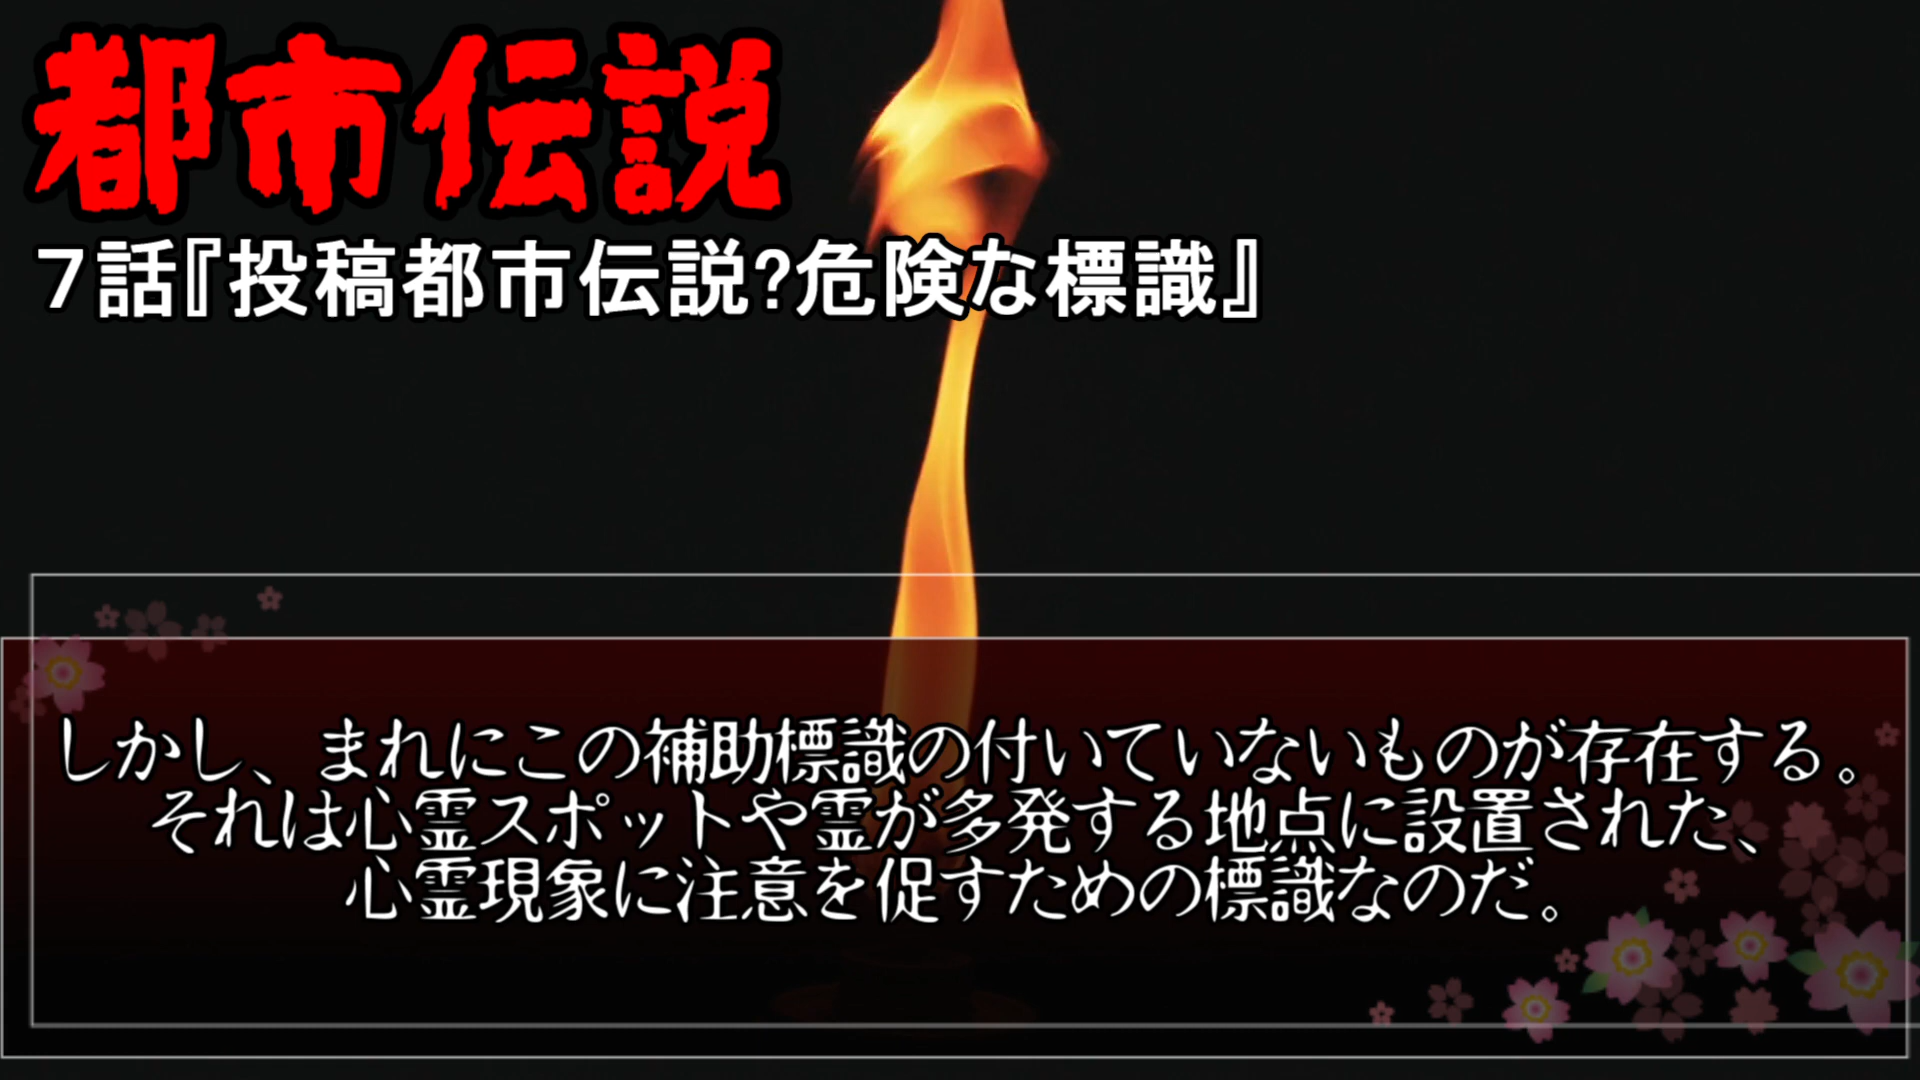 都市伝説
7話『投稿都市伝説?危険な標識』
しかし、まれにこの補助標識の付いていないものが存在する。
それは心霊スポットや霊が多発する地点に設置された、
心霊現象に注意を促すための標識なのだ。